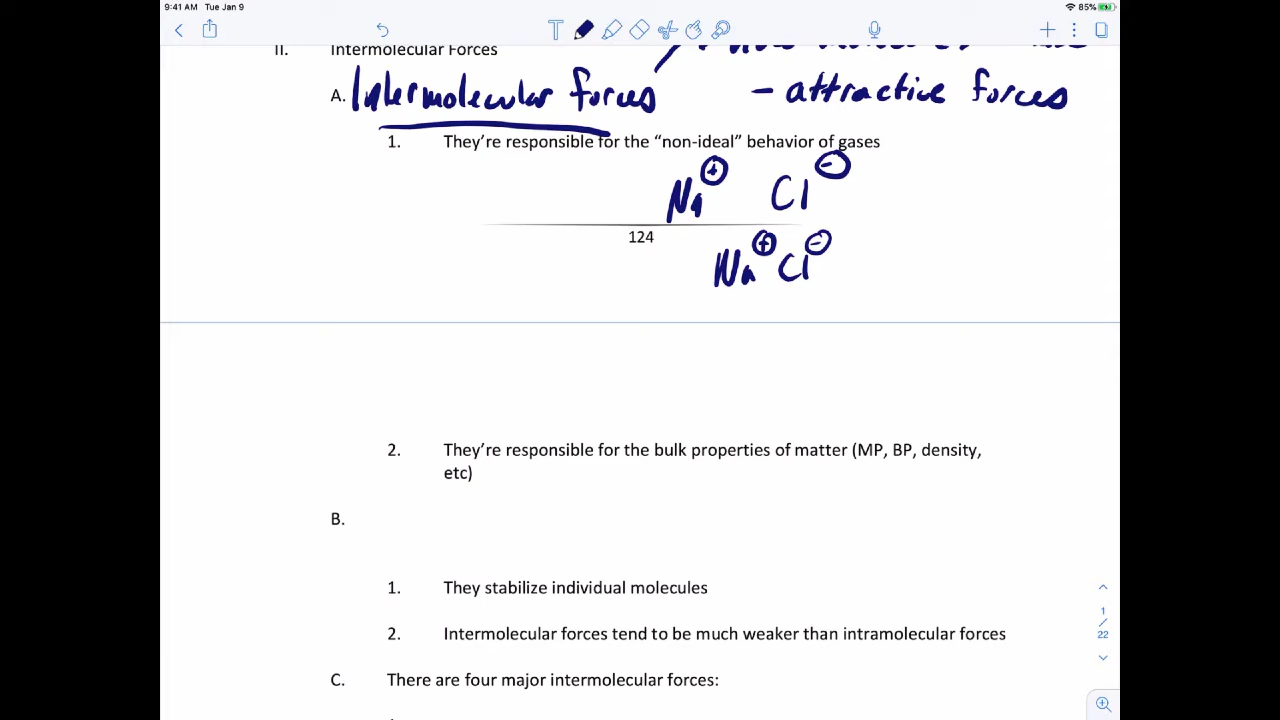 9:41 AM Tue Jan 9
85%
II. Intermolecular Forces
A. Intermolecular forces - attractive forces
1. They’re responsible for the “non-ideal” behavior of gases
Na + Cl -
124
Na + Cl -
2. They’re responsible for the bulk properties of matter (MP, BP, density,
etc)
B.
1. They stabilize individual molecules
1
/
22
2. Intermolecular forces tend to be much weaker than intramolecular forces
C. There are four major intermolecular forces: